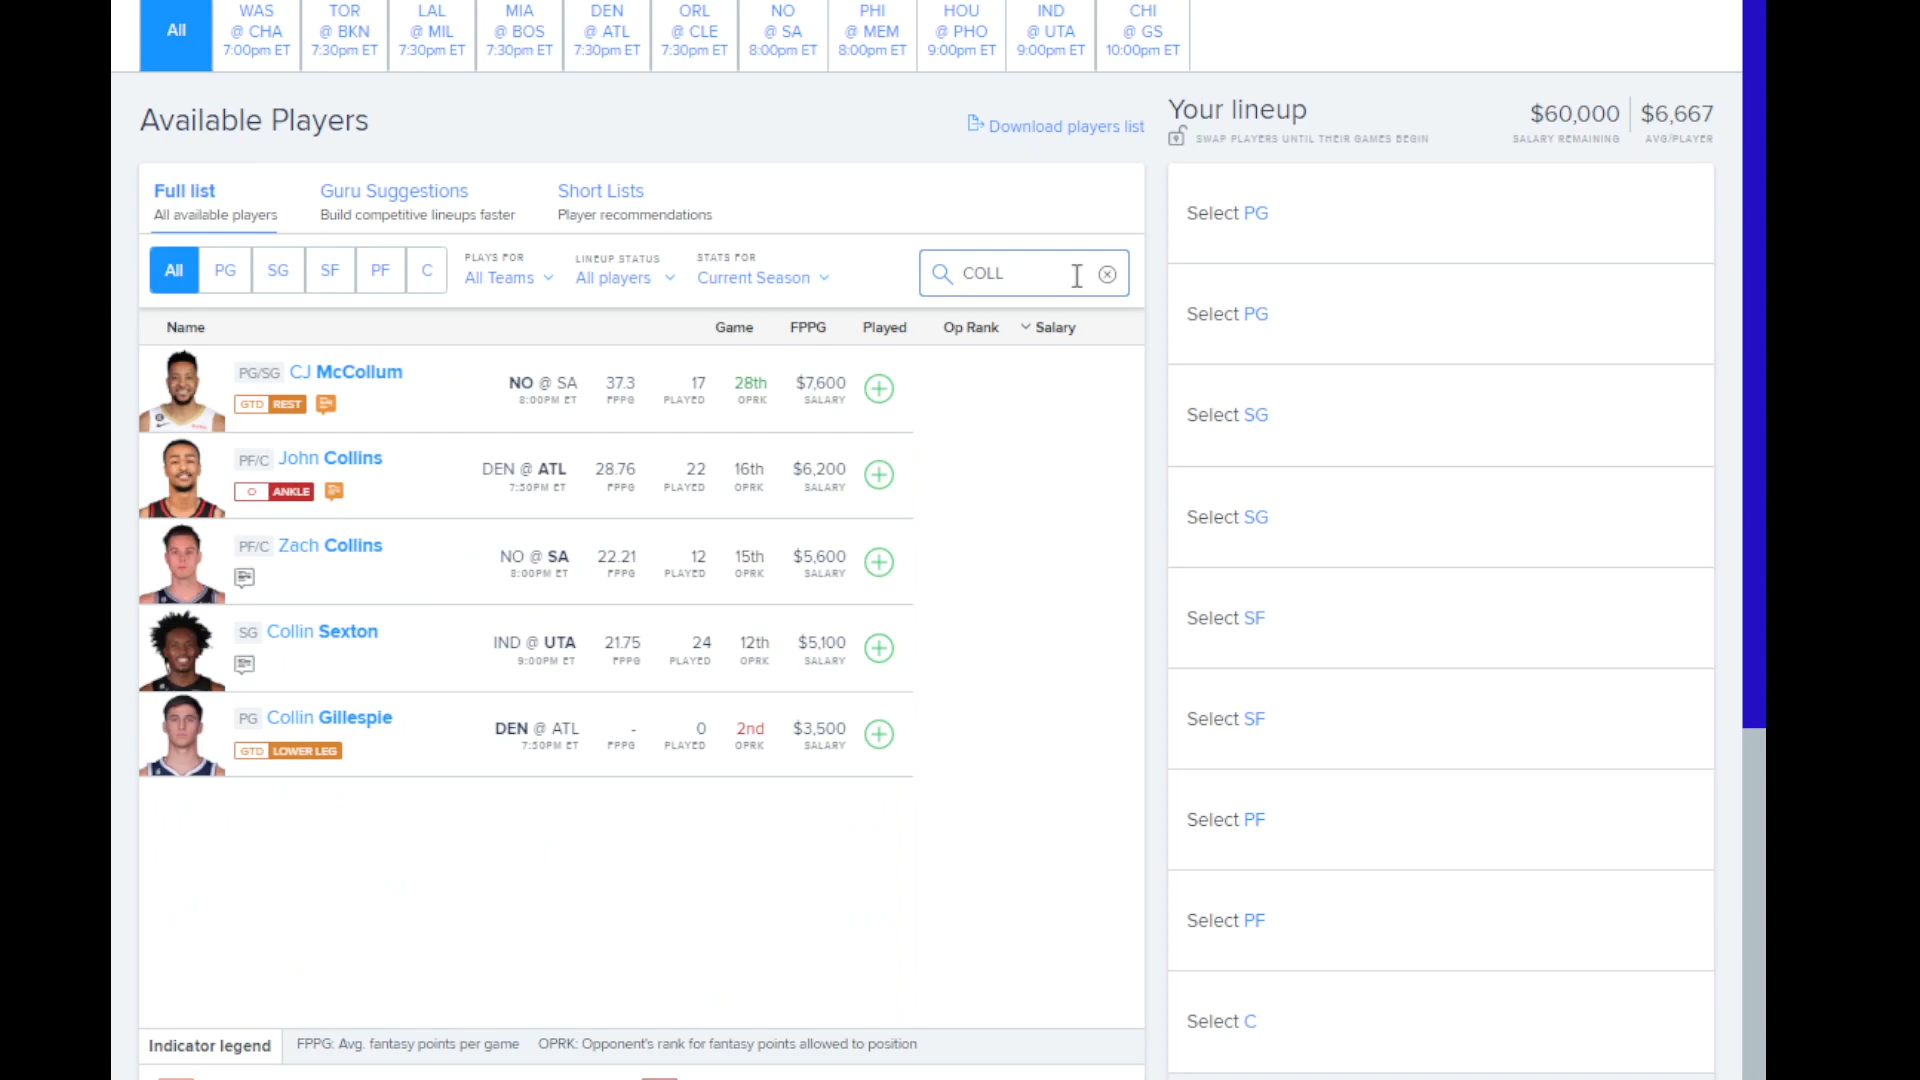 All
WAS @ CHA 7:00pm ET
TOR @ BKN 7:30pm ET
LAL @ MIL 7:30pm ET
MIA @ BOS 7:30pm ET
DEN @ ATL 7:30pm ET
ORL @ CLE 7:30pm ET
NO @ SA 8:00pm ET
PHI @ MEM 8:00pm ET
HOU @ PHO 9:00pm ET
IND @ UTA 9:00pm ET
CHI @ GS 10:00pm ET
Available Players
Download players list
Full list
All available players
Guru Suggestions
Build competitive lineups faster
Short Lists
Player recommendations
All PG SG SF PF C
PLAYS FOR
All Teams
LINEUP STATUS
All players
STATS FOR
Current Season
COLL
Name Game FPPG Played Op Rank Salary
PG/SG CJ McCollum
GTD REST
NO @ SA 37.3 17 28th $7,600
8:00PM ET FPPG PLAYED OPRK SALARY
PF/C John Collins
O ANKLE
DEN @ ATL 28.76 22 16th $6,200
7:30PM ET FPPG PLAYED OPRK SALARY
PF/C Zach Collins
NO @ SA 22.21 12 15th $5,600
8:00PM ET FPPG PLAYED OPRK SALARY
SG Collin Sexton
IND @ UTA 21.75 24 12th $5,100
9:00PM ET FPPG PLAYED OPRK SALARY
PG Collin Gillespie
GTD LOWER LEG
DEN @ ATL - 0 2nd $3,500
7:30PM ET FPPG PLAYED OPRK SALARY
Indicator legend
FPPG: Avg. fantasy points per game OPRK: Opponent's rank for fantasy points allowed to position
Your lineup
SWAP PLAYERS UNTIL THEIR GAMES BEGIN
$60,000
SALARY REMAINING
$6,667
AVG/PLAYER
Select PG
Select PG
Select SG
Select SG
Select SF
Select SF
Select PF
Select PF
Select C